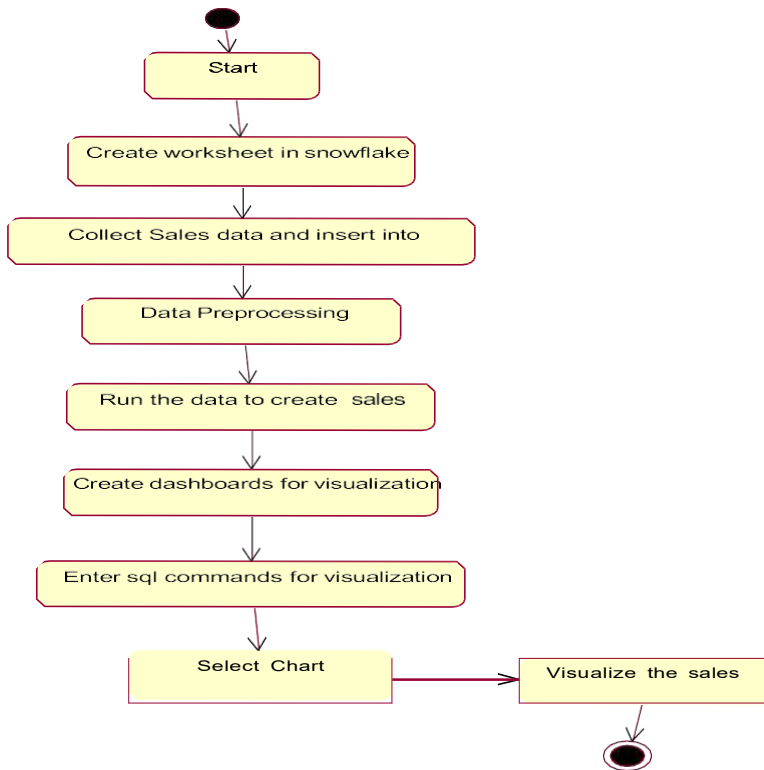 Start
Create worksheet in snowflake
Collect Sales data and insert into
Data Preprocessing
Run the data to create sales
Create dashboards for visualization
Enter sql commands for visualization
Select Chart
Visualize the sales